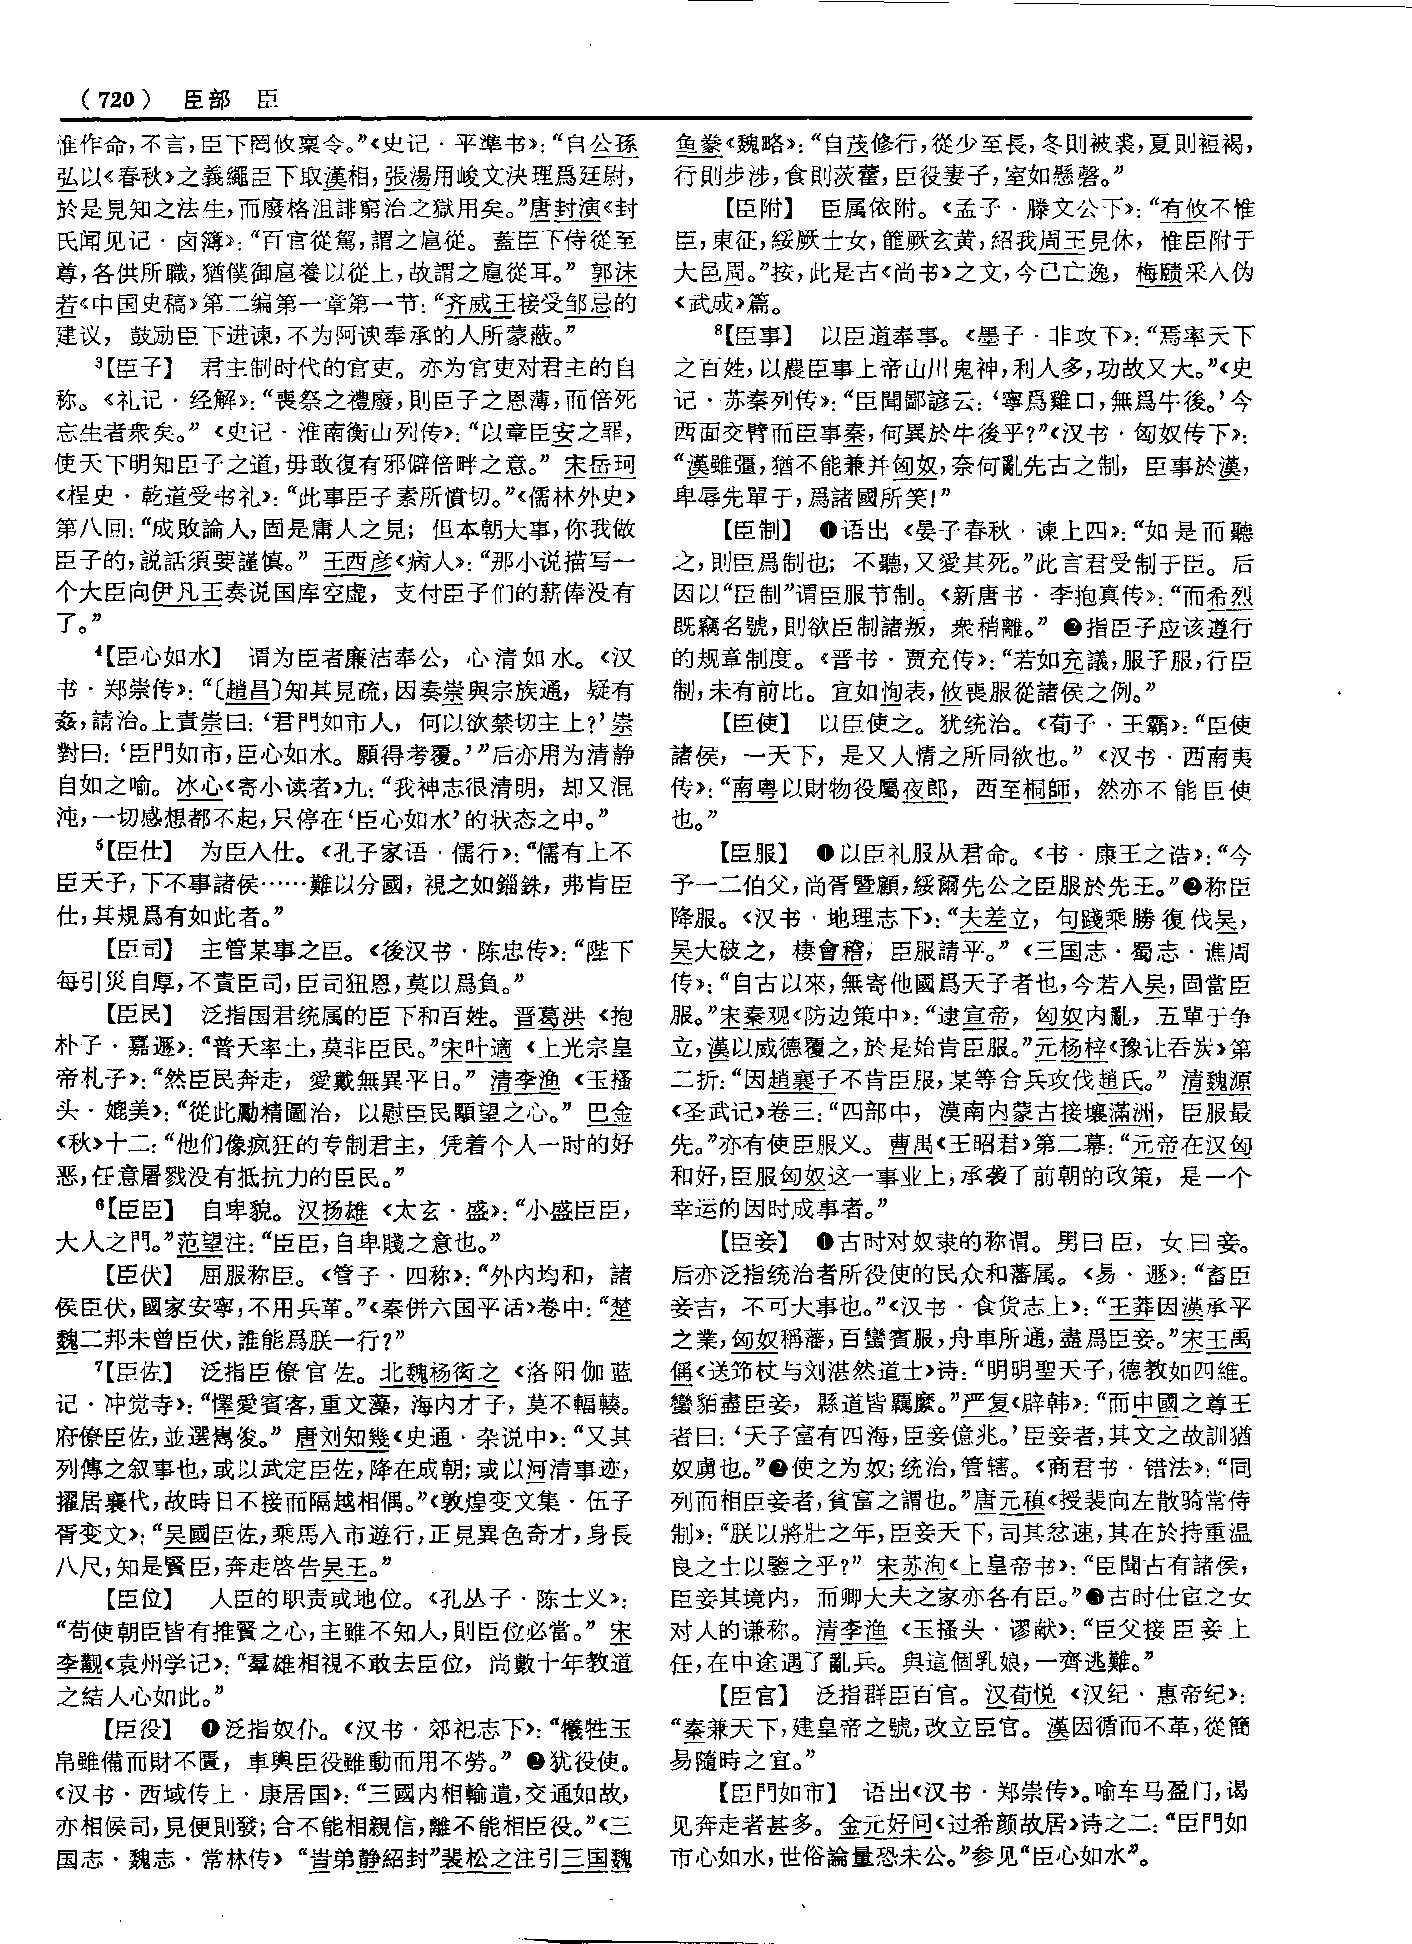 （720） 臣部 臣
惟作命，不言，臣下罔攸稟令。”《史记·平準书》：“自公孫
弘以《春秋》之義繩臣下取漢相，張湯用峻文決理爲廷尉，
於是見知之法生，而廢格沮誹窮治之獄用矣。”唐封演《封
氏闻见记·卤簿》：“百官從駕，謂之扈從。蓋臣下侍從至
尊，各供所職，猶僕御扈養以從上，故謂之扈從耳。” 郭沫
若《中国史稿》第二编第一章第一节：“齐威王接受邹忌的
建议，鼓励臣下进谏，不为阿谀奉承的人所蒙蔽。”
³【臣子】 君主制时代的官吏。亦为官吏对君主的自
称。《礼记·经解》：“喪祭之禮廢，則臣子之恩薄，而倍死
忘生者衆矣。”《史记·淮南衡山列传》：“以章臣安之罪，
使天下明知臣子之道，毋敢復有邪僻倍畔之意。” 宋岳珂
《桯史·乾道受书礼》：“此事臣子素所憤切。”《儒林外史》
第八回：“成敗論人，固是庸人之見；但本朝大事，你我做
臣子的，説話須要謹慎。” 王西彦《病人》：“那小说描写一
个大臣向伊凡王奏说国库空虚，支付臣子们的薪俸没有
了。”
⁴【臣心如水】 谓为臣者廉洁奉公，心清如水。《汉
书·郑崇传》：“〔趙昌〕知其見疏，因奏崇與宗族通，疑有
姦，請治。上責崇曰：‘君門如市人，何以欲禁切主上？’崇
對曰：‘臣門如市，臣心如水。願得考覆。’”后亦用为清静
自如之喻。冰心《寄小读者》九：“我神志很清明，却又混
沌，一切感想都不起，只停在‘臣心如水’的状态之中。”
⁵【臣仕】 为臣入仕。《孔子家语·儒行》：“儒有上不
臣天子，下不事諸侯……難以分國，視之如錙銖，弗肯臣
仕，其規爲有如此者。”
【臣司】 主管某事之臣。《後汉书·陈忠传》：“陛下
每引災自厚，不責臣司，臣司狃恩，莫以爲負。”
【臣民】 泛指国君统属的臣下和百姓。晋葛洪《抱
朴子·嘉遯》：“普天率土，莫非臣民。”宋叶適《上光宗皇
帝札子》：“然臣民奔走，愛戴無異平日。” 清李渔《玉搔
头·媲美》：“從此勵精圖治，以慰臣民顒望之心。” 巴金
《秋》十二：“他们像疯狂的专制君主，凭着个人一时的好
恶，任意屠戮没有抵抗力的臣民。”
⁶【臣臣】 自卑貌。汉扬雄《太玄·盛》：“小盛臣臣，
大人之門。”范望注：“臣臣，自卑賤之意也。”
【臣伏】 屈服称臣。《管子·四称》：“外内均和，諸
侯臣伏，國家安寧，不用兵革。”《秦併六国平话》卷中：“楚
魏二邦未曾臣伏，誰能爲朕一行？”
⁷【臣佐】 泛指臣僚官佐。北魏杨衒之《洛阳伽蓝
记·冲觉寺》：“懌愛賓客，重文藻，海内才子，莫不輻輳。
府僚臣佐，並選雋俊。” 唐刘知幾《史通·杂说中》：“又其
列傳之叙事也，或以武定臣佐，降在成朝；或以河清事迹，
擢居襄代，故時日不接而隔越相偶。”《敦煌变文集·伍子
胥变文》：“吴國臣佐，乘馬入市遊行，正見異色奇才，身長
八尺，知是賢臣，奔走啓告吴王。”
【臣位】 人臣的职责或地位。《孔丛子·陈士义》：
“苟使朝臣皆有推賢之心，主雖不知人，則臣位必當。” 宋
李觏《袁州学记》：“羣雄相視不敢去臣位，尚數十年教道
之結人心如此。”
【臣役】 ❶泛指奴仆。《汉书·郊祀志下》：“犧牲玉
帛雖備而財不匱，車輿臣役雖動而用不勞。” ❷犹役使。
《汉书·西域传上·康居国》：“三國内相輸遺，交通如故，
亦相候司，見便則發；合不能相親信，離不能相臣役。”《三
国志·魏志·常林传》“吉弟静紹封”裴松之注引三国魏
鱼豢《魏略》：“自茂修行，從少至長，冬則被裘，夏則裋褐，
行則步涉，食則茨藿，臣役妻子，室如懸磬。”
【臣附】 臣属依附。《孟子·滕文公下》：“有攸不惟
臣，東征，綏厥士女，篚厥玄黄，紹我周王見休，惟臣附于
大邑周。”按，此是古《尚书》之文，今已亡逸，梅赜采入伪
《武成》篇。
⁸【臣事】 以臣道奉事。《墨子·非攻下》：“焉率天下
之百姓，以農臣事上帝山川鬼神，利人多，功故又大。”《史
记·苏秦列传》：“臣聞鄙諺云：‘寧爲雞口，無爲牛後。’今
西面交臂而臣事秦，何異於牛後乎？”《汉书·匈奴传下》：
“漢雖彊，猶不能兼并匈奴，奈何亂先古之制，臣事於漢，
卑辱先單于，爲諸國所笑！”
【臣制】 ❶语出《晏子春秋·谏上四》：“如是而聽
之，則臣爲制也；不聽，又愛其死。”此言君受制于臣。后
因以“臣制”谓臣服节制。《新唐书·李抱真传》：“而希烈
既竊名號，則欲臣制諸叛，衆稍離。” ❷指臣子应该遵行
的规章制度。《晋书·贾充传》：“若如充議，服子服，行臣
制，未有前比。宜如恂表，攸喪服從諸侯之例。”
【臣使】 以臣使之。犹统治。《荀子·王霸》：“臣使
諸侯，一天下，是又人情之所同欲也。”《汉书·西南夷
传》：“南粤以財物役屬夜郎，西至桐師，然亦不能臣使
也。”
【臣服】 ❶以臣礼服从君命。《书·康王之诰》：“今
予一二伯父，尚胥暨顧，綏爾先公之臣服於先王。”❷称臣
降服。《汉书·地理志下》：“夫差立，句踐乘勝復伐吴，
吴大破之，棲會稽，臣服請平。”《三国志·蜀志·谯周
传》：“自古以來，無寄他國爲天子者也，今若入吴，固當臣
服。”宋秦观《防边策中》：“逮宣帝，匈奴内亂，五單于争
立，漢以威德覆之，於是始肯臣服。”元杨梓《豫让吞炭》第
二折：“因趙襄子不肯臣服，某等合兵攻伐趙氏。” 清魏源
《圣武记》卷三：“四部中，漠南内蒙古接壤滿洲，臣服最
先。”亦有使臣服义。曹禺《王昭君》第二幕：“元帝在汉匈
和好，臣服匈奴这一事业上，承袭了前朝的改策，是一个
幸运的因时成事者。”
【臣妾】 ❶古时对奴隶的称谓。男曰臣，女曰妾。
后亦泛指统治者所役使的民众和藩属。《易·遯》：“畜臣
妾吉，不可大事也。”《汉书·食货志上》：“王莽因漢承平
之業，匈奴稱藩，百蠻賓服，舟車所通，盡爲臣妾。”宋王禹
偁《送筇杖与刘湛然道士》诗：“明明聖天子，德教如四維。
蠻貊盡臣妾，縣道皆羈縻。”严复《辟韩》：“而中國之尊王
者曰：‘天子富有四海，臣妾億兆。’臣妾者，其文之故訓猶
奴虜也。”❷使之为奴；统治，管辖。《商君书·错法》：“同
列而相臣妾者，貧富之謂也。”唐元稹《授裴向左散骑常侍
制》：“朕以將壯之年，臣妾天下，司其忿速，其在於持重温
良之士以鑒之乎？” 宋苏洵《上皇帝书》：“臣聞古有諸侯，
臣妾其境内，而卿大夫之家亦各有臣。”❸古时仕宦之女
对人的谦称。清李渔《玉搔头·谬献》：“臣父接臣妾上
任，在中途遇了亂兵。與這個乳娘，一齊逃難。”
【臣官】 泛指群臣百官。汉荀悦《汉纪·惠帝纪》：
“秦兼天下，建皇帝之號，改立臣官。漢因循而不革，從簡
易隨時之宜。”
【臣門如市】 语出《汉书·郑崇传》。喻车马盈门，谒
见奔走者甚多。金元好问《过希颜故居》诗之二：“臣門如
市心如水，世俗論量恐未公。”参见“臣心如水”。